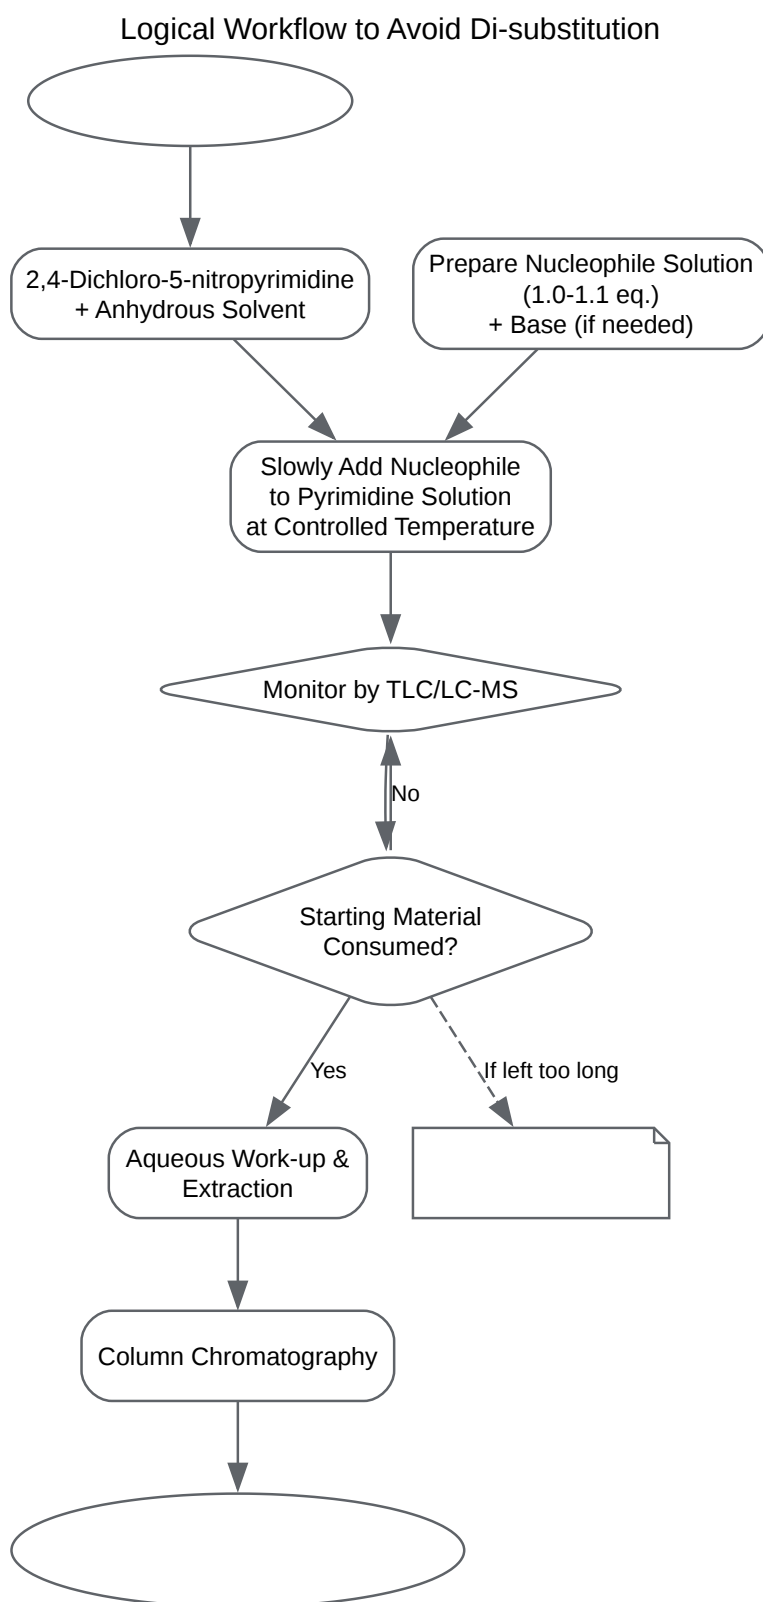 Logical Workflow to Avoid Di-substitution
2,4-Dichloro-5-nitropyrimidine
+ Anhydrous Solvent
Prepare Nucleophile Solution
(1.0-1.1 eq.)
+ Base (if needed)
Slowly Add Nucleophile
to Pyrimidine Solution
at Controlled Temperature
Monitor by TLC/LC-MS
No
Starting Material
Consumed?
Yes
If left too long
Aqueous Work-up &
Extraction
Column Chromatography